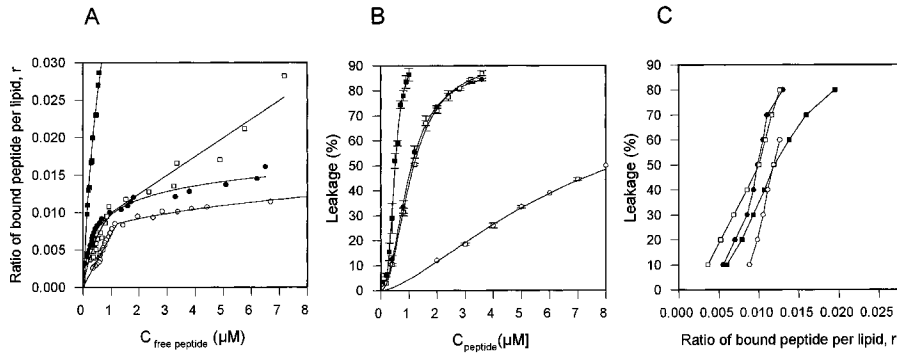 A
Ratio of bound peptide per lipid, r
0.030
0.025
0.020
0.015
0.010
0.005
0.000
0 1 2 3 4 5 6 7 8
C free peptide (µM)
B
Leakage (%)
90
80
70
60
50
40
30
20
10
0
0 1 2 3 4 5 6 7 8
C peptide (µM]
C
Leakage (%)
90
80
70
60
50
40
30
20
10
0
0.000 0.005 0.010 0.015 0.020 0.025
Ratio of bound peptide per lipid, r